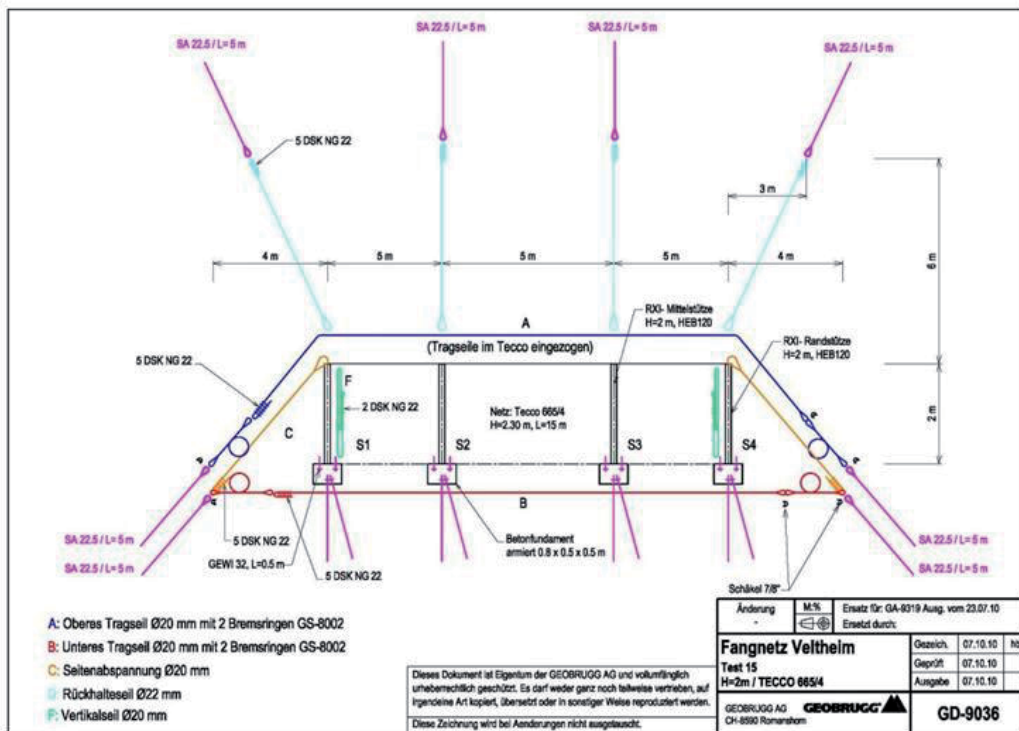 SA 22.5 / L= 5 m
SA 22.5 / L= 5 m
SA 22.5 / L= 5 m
SA 22.5 / L= 5 m
5 DSK NG 22
3 m
4 m
5 m
5 m
5 m
4 m
6 m
A
(Tragseile im Tecco eingezogen)
RXI- Mittelstütze
H=2 m, HEB120
RXI- Randstütze
H=2 m, HEB120
5 DSK NG 22
F
2 DSK NG 22
Netz: Tecco 665/4
H=2.30 m, L=15 m
2 m
C
S1
S2
S3
S4
B
SA 22.5 / L= 5 m
SA 22.5 / L= 5 m
5 DSK NG 22
GEWI 32, L=0.5 m
5 DSK NG 22
Betonfundament
armiert 0.8 x 0.5 x 0.5 m
Schäkel 7/8"
SA 22.5 / L= 5 m
SA 22.5 / L= 5 m
A: Oberes Tragseil Ø20 mm mit 2 Bremsringen GS-8002
B: Unteres Tragseil Ø20 mm mit 2 Bremsringen GS-8002
C: Seitenabspannung Ø20 mm
D: Rückhalteseil Ø22 mm
F: Vertikalseil Ø20 mm
Dieses Dokument ist Eigentum der GEOBRUGG AG und vollumfänglich
urheberrechtlich geschützt. Es darf weder ganz noch teilweise vertrieben, auf
irgendeine Art kopiert, übersetzt oder in sonstiger Weise reproduziert werden.
Diese Zeichnung wird bei Aenderungen nicht ausgetauscht.
Änderung
-
M:%
Ersatz für: GA-9319 Ausg. vom 23.07.10
Ersetzt durch:
Fangnetz Veltheim
Test 15
H=2m / TECCO 665/4
Gezeich. 07.10.10
Geprüft 07.10.10
Ausgabe 07.10.10
GEOBRUGG AG
CH-8590 Romanshorn
GEOBRUGG
GD-9036